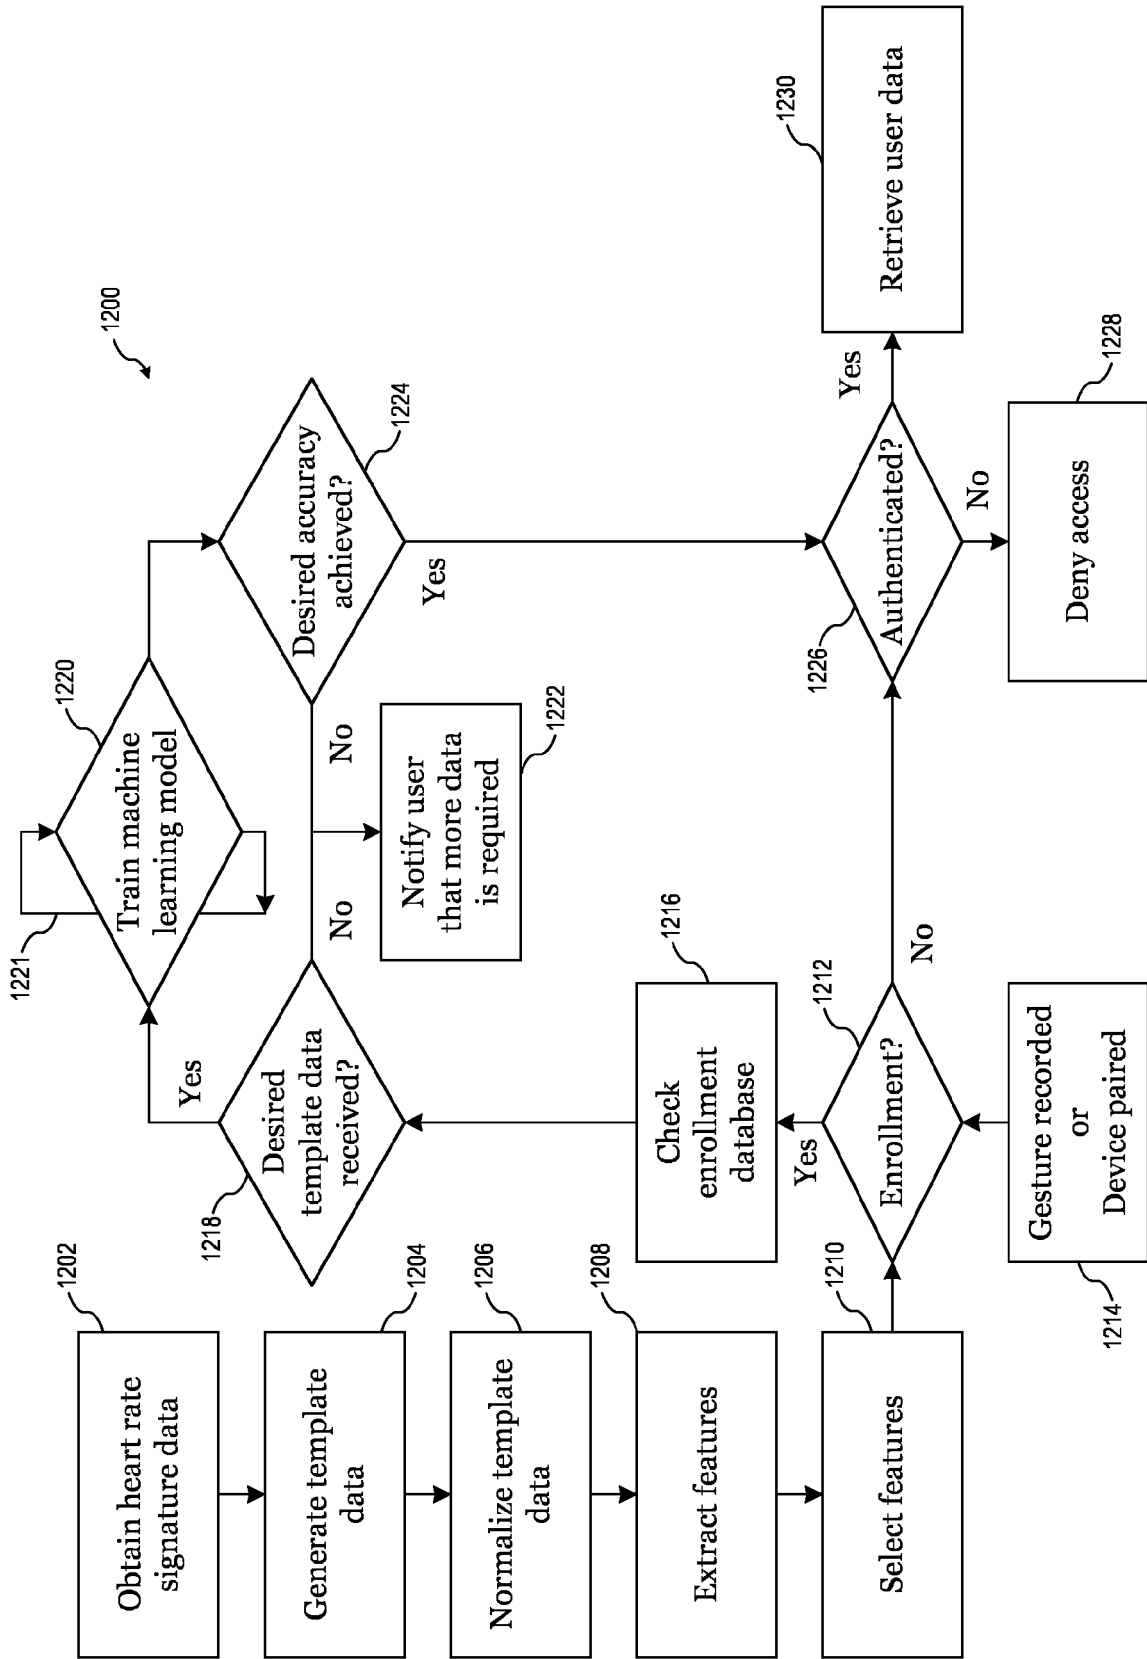 1200
1202
Obtain heart rate
signature data
1204
Generate template
data
1206
Normalize template
data
1208
Extract features
1210
Select features
1212
Enrollment?
Yes
No
1214
Gesture recorded
or
Device paired
1216
Check
enrollment
database
1218
Desired
template data
received?
Yes
No
1220
Train machine
learning model
1221
1222
Notify user
that more data
is required
1224
Desired accuracy
achieved?
No
Yes
1226
Authenticated?
Yes
No
1228
Deny access
1230
Retrieve user data